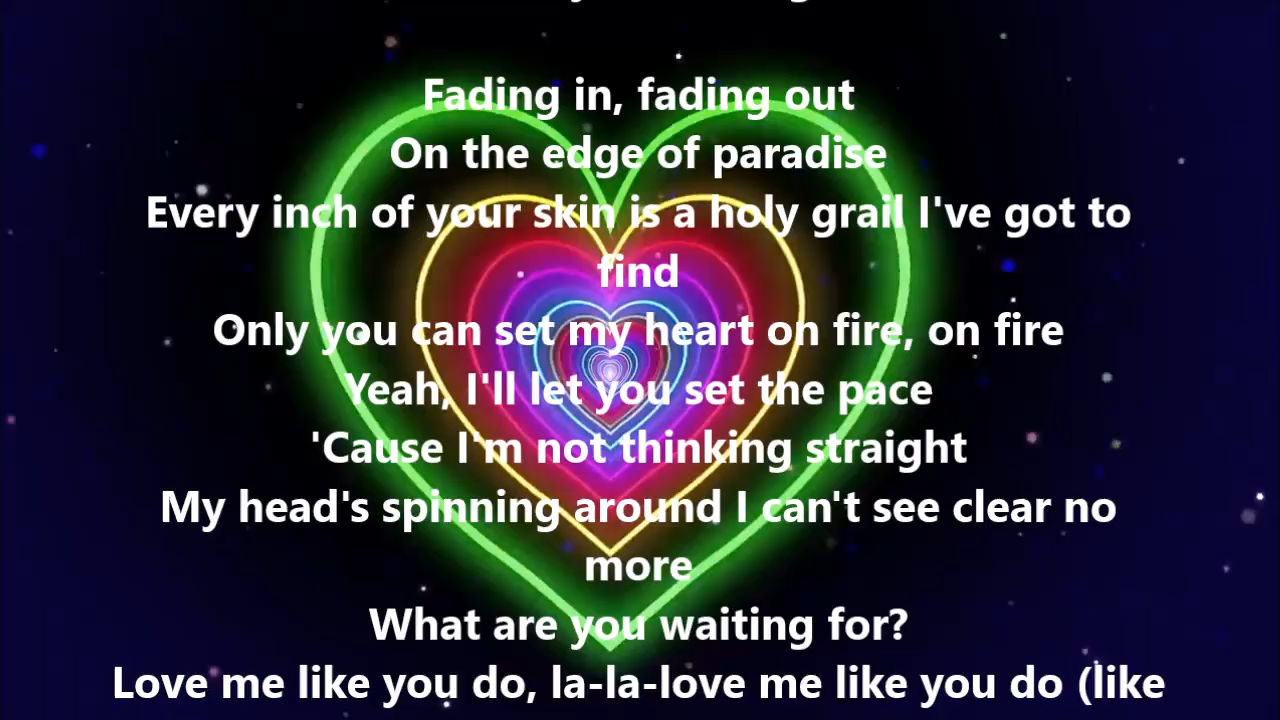 Fading in, fading out
On the edge of paradise
Every inch of your skin is a holy grail I've got to
find
Only you can set my heart on fire, on fire
Yeah, I'll let you set the pace
'Cause I'm not thinking straight
My head's spinning around I can't see clear no
more
What are you waiting for?
Love me like you do, la-la-love me like you do (like